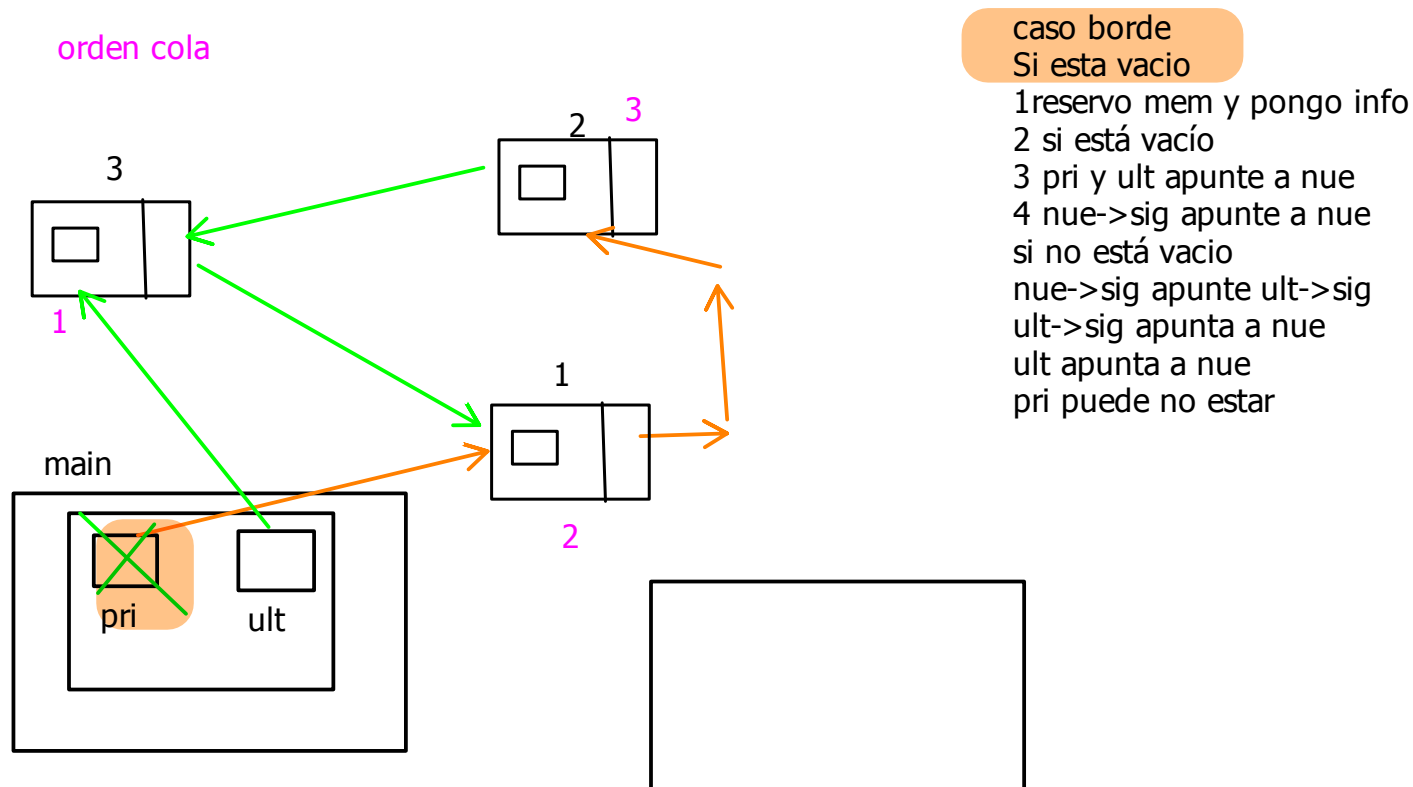 orden cola
3
1
2
3
1
2
main
pri
ult
caso borde
Si esta vacio
1reservo mem y pongo info
2 si está vacío
3 pri y ult apunte a nue
4 nue->sig apunte a nue
si no está vacio
nue->sig apunte ult->sig
ult->sig apunta a nue
ult apunta a nue
pri puede no estar